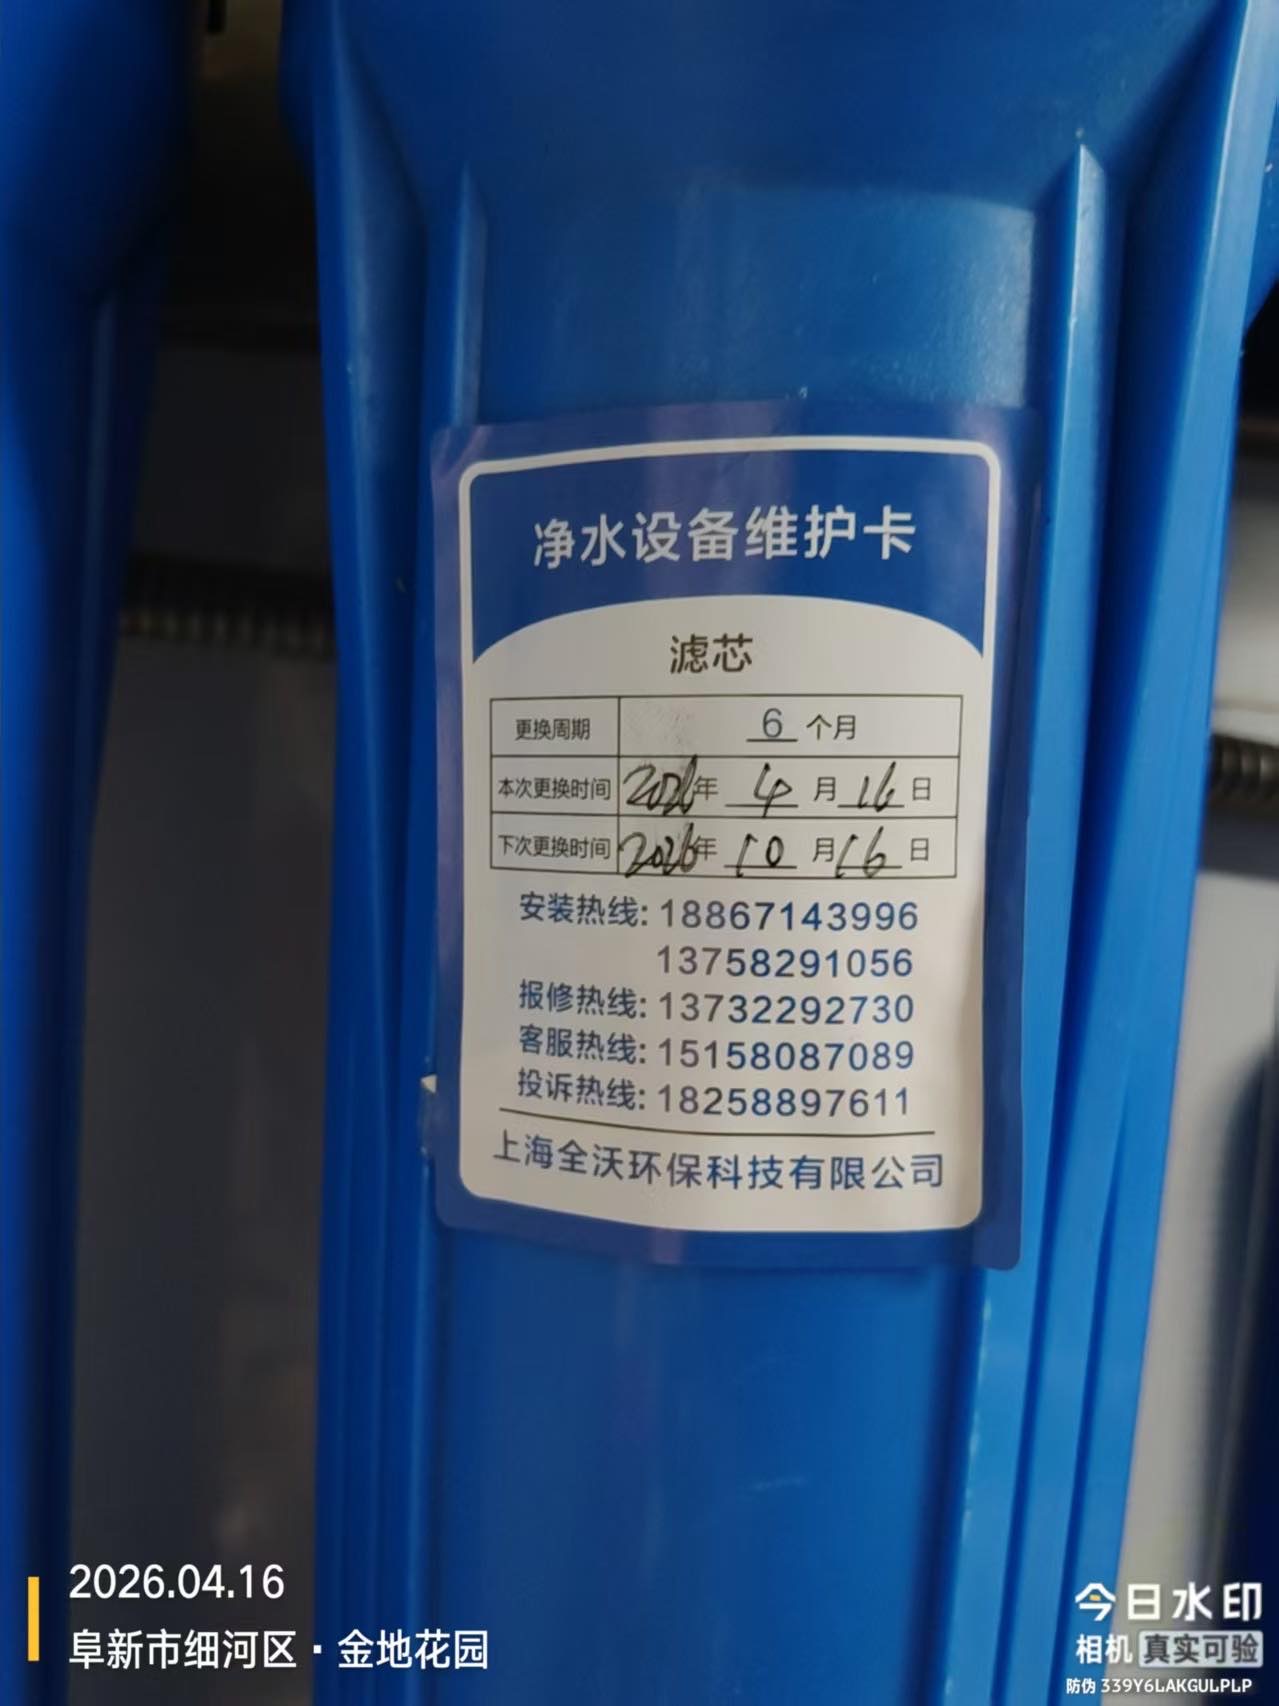 净水设备维护卡
滤芯
更换周期 6 个月
本次更换时间 2026年 4 月 16 日
下次更换时间 2026年 10 月 16 日
安装热线: 18867143996
13758291056
报修热线: 13732292730
客服热线: 15158087089
投诉热线: 18258897611
上海全沃环保科技有限公司
2026.04.16
阜新市细河区·金地花园
今日水印
相机 真实可验
防伪 339Y6LAKGULPLP